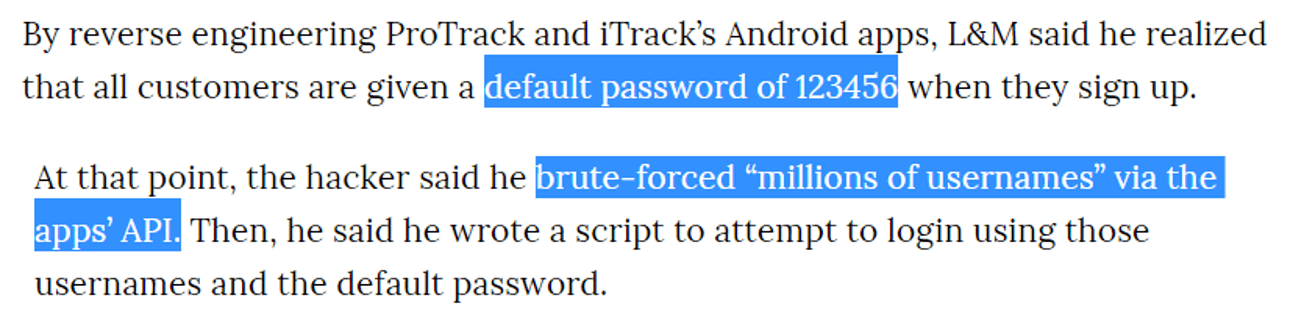 By reverse engineering ProTrack and iTrack’s Android apps, L&M said he realized
that all customers are given a default password of 123456 when they sign up.
At that point, the hacker said he brute-forced “millions of usernames” via the
apps’ API. Then, he said he wrote a script to attempt to login using those
usernames and the default password.